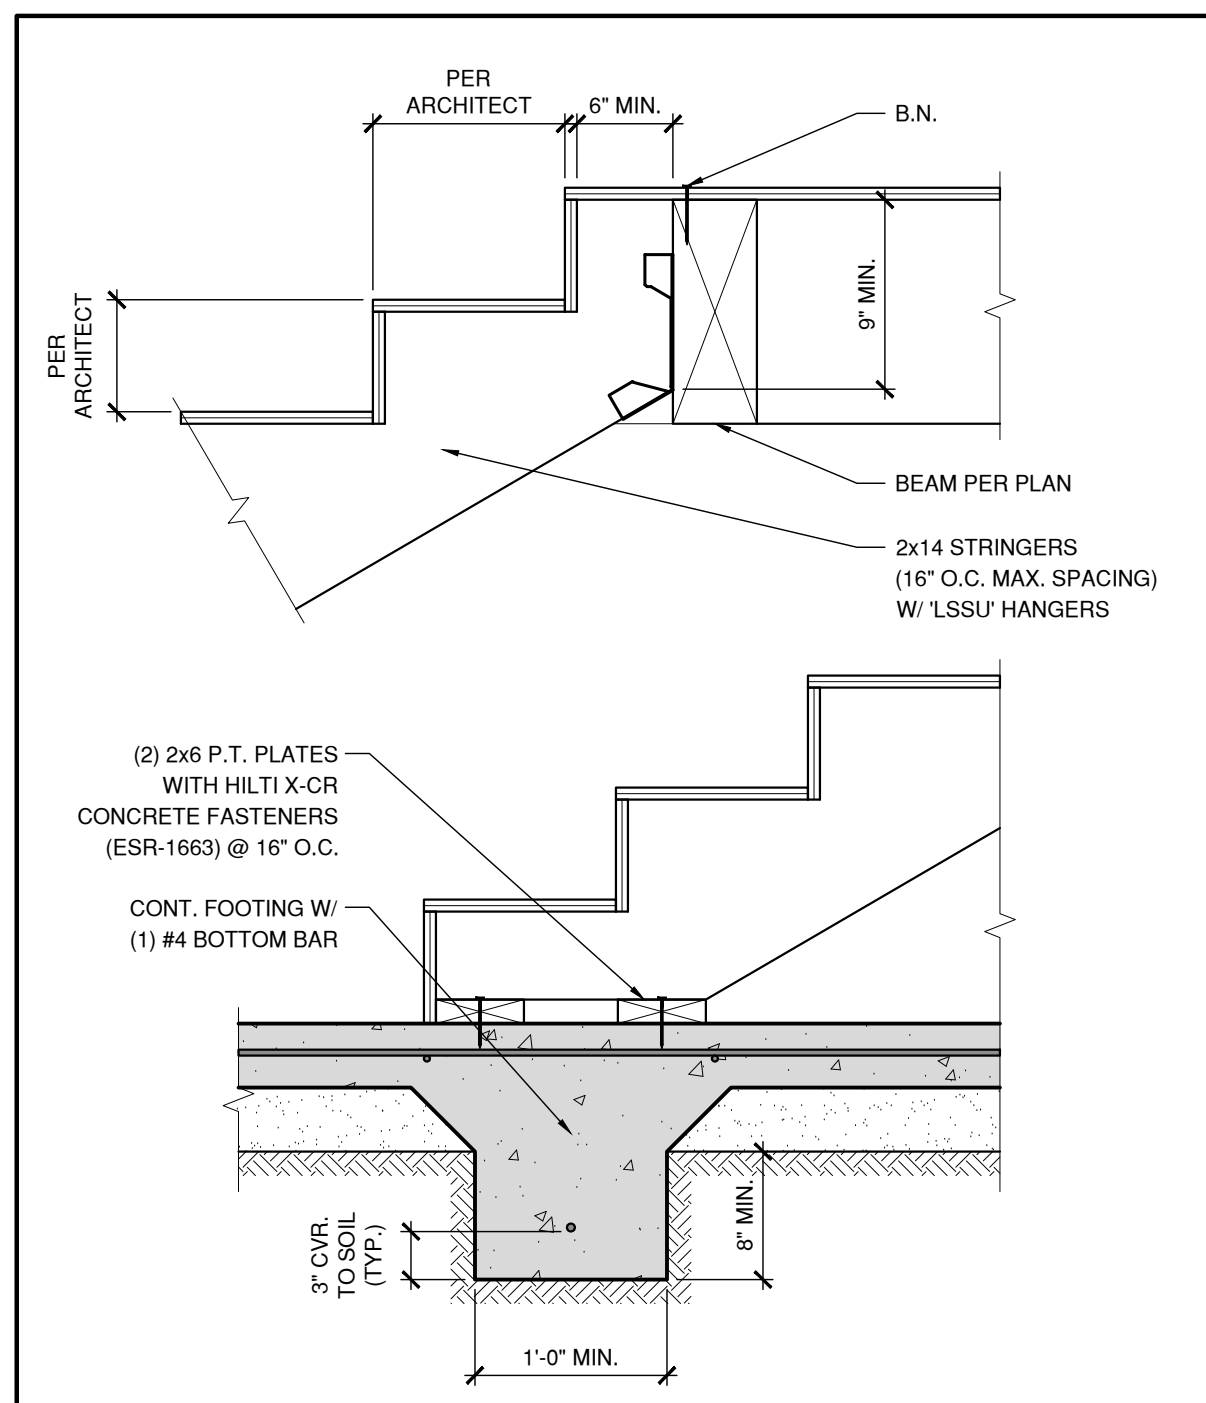 PER
ARCHITECT
6" MIN.
B.N.
PER
ARCHITECT
9" MIN.
BEAM PER PLAN
2x14 STRINGERS
(16" O.C. MAX. SPACING)
W/ 'LSSU' HANGERS
(2) 2x6 P.T. PLATES
WITH HILTI X-CR
CONCRETE FASTENERS
(ESR-1663) @ 16" O.C.
CONT. FOOTING W/
(1) #4 BOTTOM BAR
3" CVR.
TO SOIL
(TYP.)
8" MIN.
1'-0" MIN.